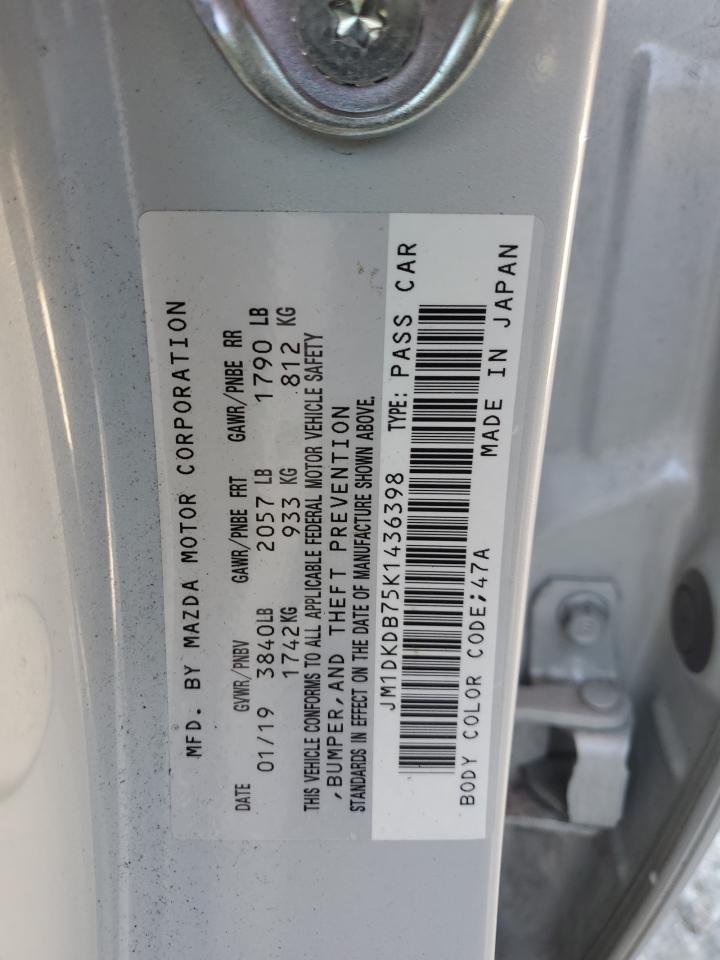 MFD. BY MAZDA MOTOR CORPORATION
DATE GVWR/PNBV GAWR/PNBE FRT GAWR/PNBE RR
01/19 3840LB 2057 LB 1790 LB
1742KG 933 KG 812 KG
THIS VEHICLE CONFORMS TO ALL APPLICABLE FEDERAL MOTOR VEHICLE SAFETY
,BUMPER,AND THEFT PREVENTION
STANDARDS IN EFFECT ON THE DATE OF MANUFACTURE SHOWN ABOVE.
JM1DKDB75K1436398 TYPE: PASS CAR
BODY COLOR CODE;47A MADE IN JAPAN